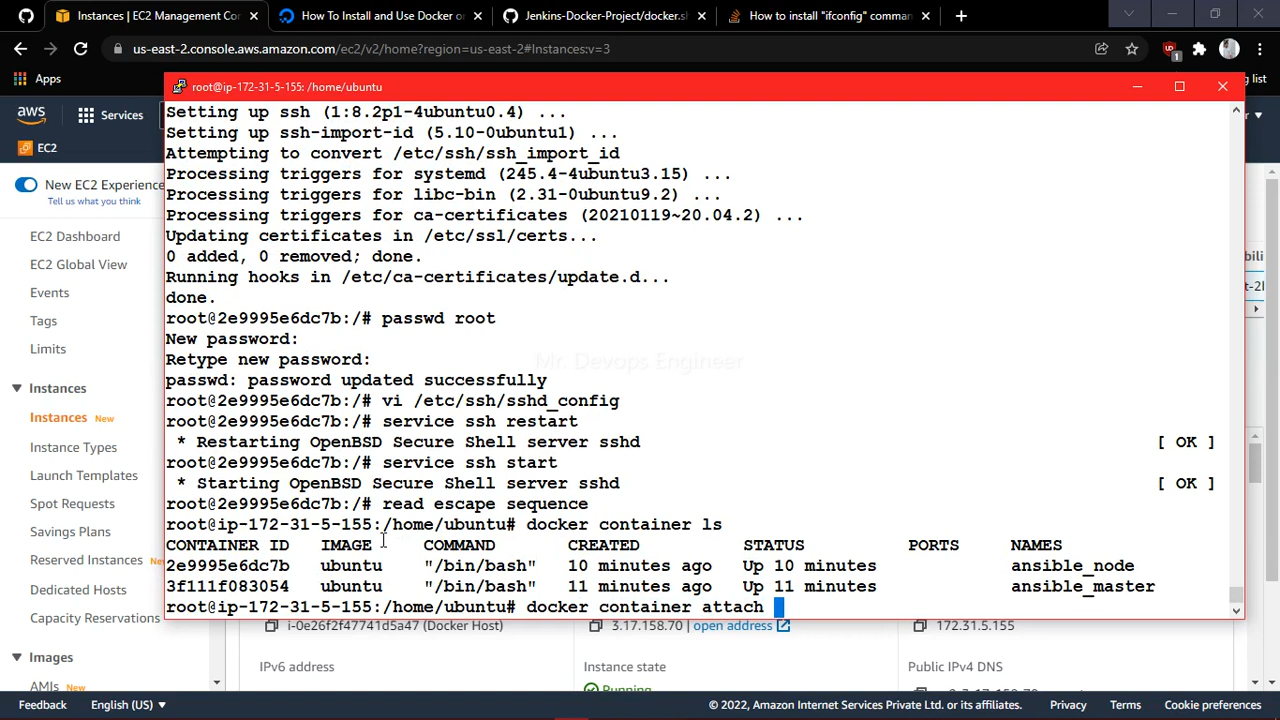 Instances | EC2 Management Co
How To Install and Use Docker o
Jenkins-Docker-Project/docker.s
How to install "ifconfig" comman
us-east-2.console.aws.amazon.com/ec2/v2/home?region=us-east-2#Instances:v=3
1
Apps
ng list
root@ip-172-31-5-155: /home/ubuntu
aws
Services
EC2
New EC2 Experience
Tell us what you think
EC2 Dashboard
EC2 Global View
Events
Tags
Limits
Instances
Instances New
Instance Types
Launch Templates
Spot Requests
Savings Plans
Reserved Instances New
Dedicated Hosts
Capacity Reservations
Images
AMIs New
Setting up ssh (1:8.2p1-4ubuntu0.4) ...
Setting up ssh-import-id (5.10-0ubuntu1) ...
Attempting to convert /etc/ssh/ssh_import_id
Processing triggers for systemd (245.4-4ubuntu3.15) ...
Processing triggers for libc-bin (2.31-0ubuntu9.2) ...
Processing triggers for ca-certificates (20210119~20.04.2) ...
Updating certificates in /etc/ssl/certs...
0 added, 0 removed; done.
Running hooks in /etc/ca-certificates/update.d...
done.
root@2e9995e6dc7b:/# passwd root
New password:
Retype new password:
passwd: password updated successfully
root@2e9995e6dc7b:/# vi /etc/ssh/sshd_config
root@2e9995e6dc7b:/# service ssh restart
* Restarting OpenBSD Secure Shell server sshd [ OK ]
root@2e9995e6dc7b:/# service ssh start
* Starting OpenBSD Secure Shell server sshd [ OK ]
root@2e9995e6dc7b:/# read escape sequence
root@ip-172-31-5-155:/home/ubuntu# docker container ls
CONTAINER ID IMAGE COMMAND CREATED STATUS PORTS NAMES
2e9995e6dc7b ubuntu "/bin/bash" 10 minutes ago Up 10 minutes ansible_node
3f111f083054 ubuntu "/bin/bash" 11 minutes ago Up 11 minutes ansible_master
root@ip-172-31-5-155:/home/ubuntu# docker container attach
Mr. Devops Engineer
bili
t-2l
i-0e26f2f47741d5a47 (Docker Host)
3.17.158.70 | open address
172.31.5.155
IPv6 address
Instance state
Public IPv4 DNS
Running
Feedback
English (US)
© 2022, Amazon Internet Services Private Ltd. or its affiliates.
Privacy
Terms
Cookie preferences